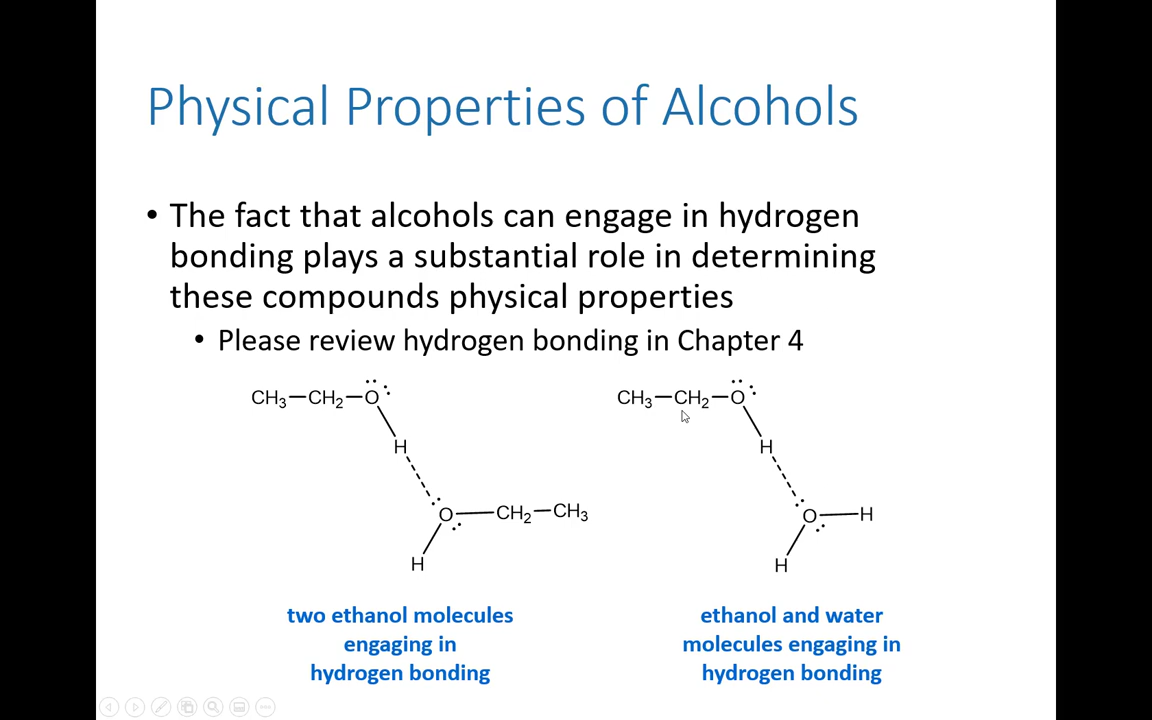 Physical Properties of Alcohols
• The fact that alcohols can engage in hydrogen
bonding plays a substantial role in determining
these compounds physical properties
• Please review hydrogen bonding in Chapter 4
CH₃—CH₂—O
H
O—CH₂—CH₃
H
two ethanol molecules
engaging in
hydrogen bonding
CH₃—CH₂—O
H
O—H
H
ethanol and water
molecules engaging in
hydrogen bonding